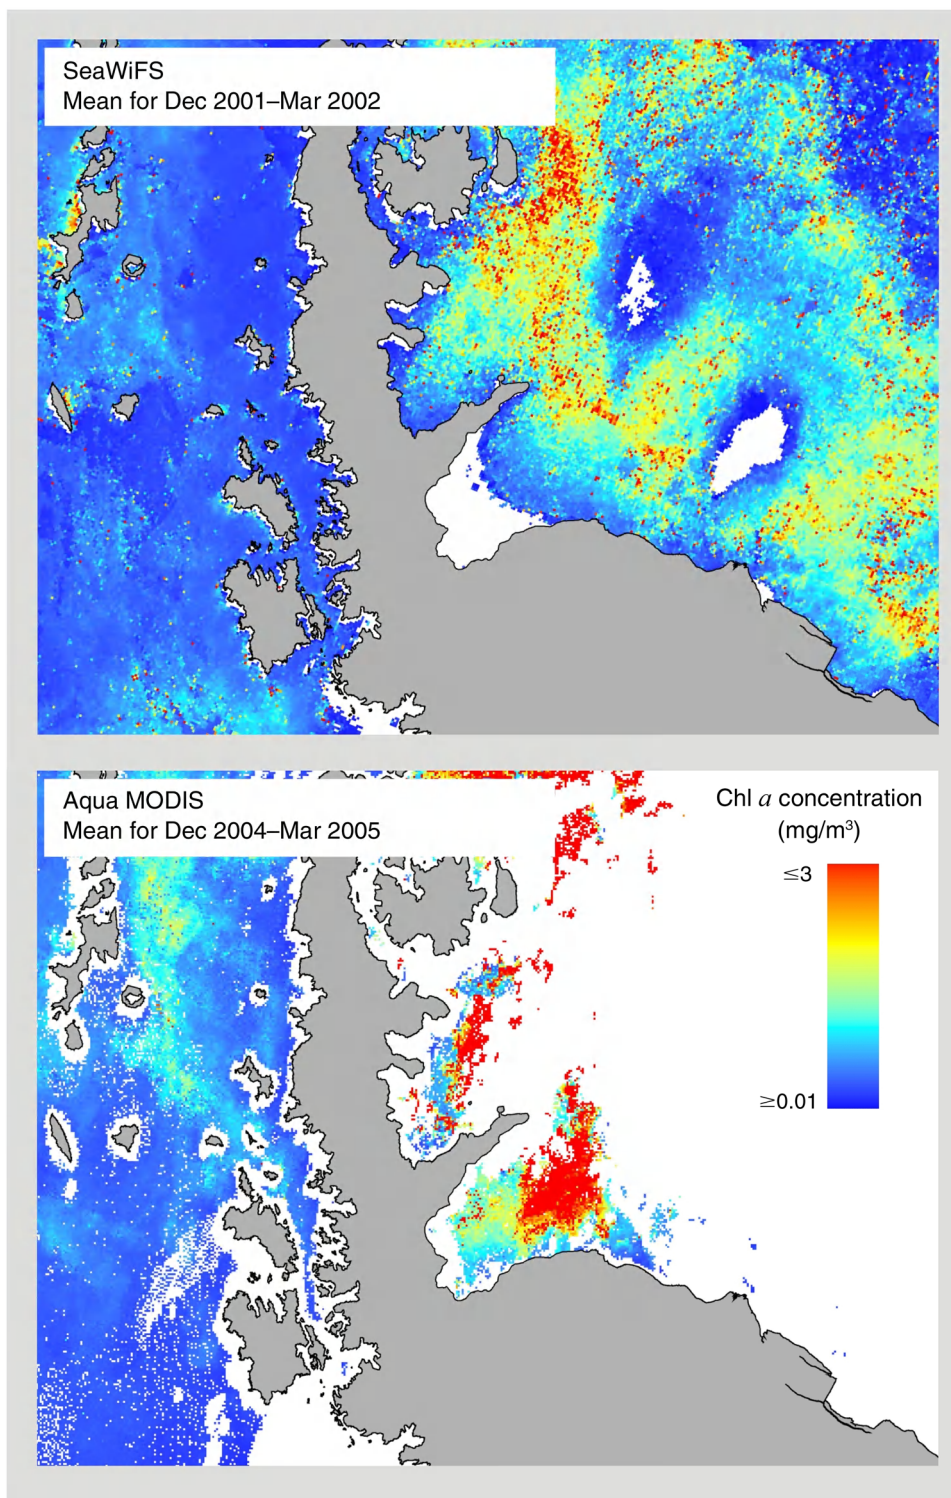 SeaWiFS
Mean for Dec 2001–Mar 2002
Aqua MODIS
Mean for Dec 2004–Mar 2005
Chl a concentration
(mg/m³)
≤3
≥0.01